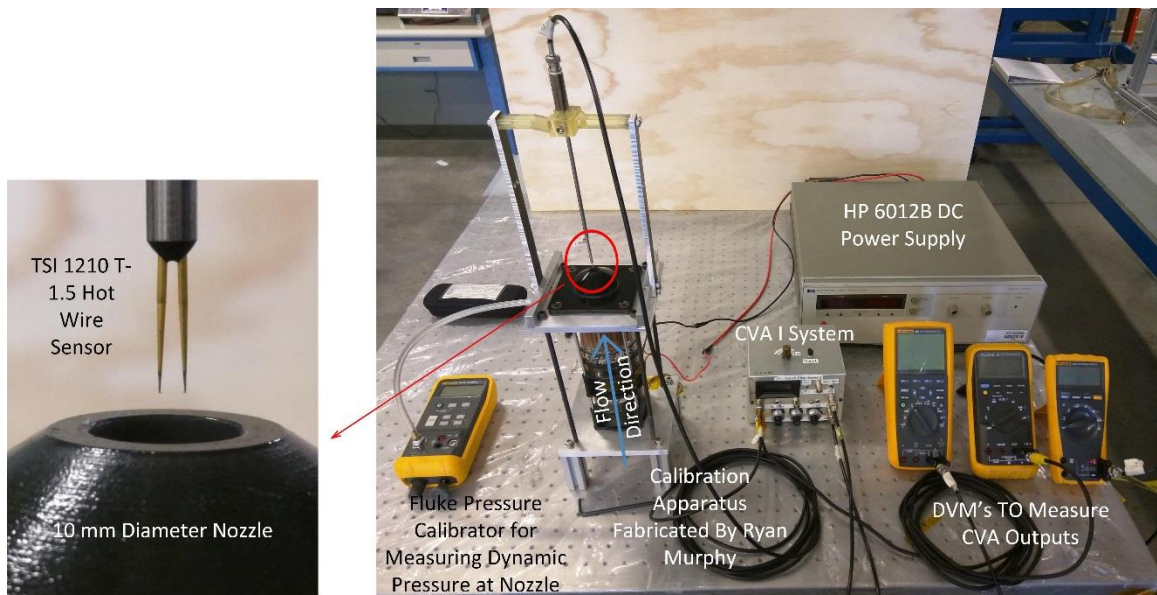 TSI 1210 T-
1.5 Hot
Wire
Sensor
10 mm Diameter Nozzle
HP 6012B DC
Power Supply
CVA I System
Flow
Direction
Fluke Pressure
Calibrator for
Measuring Dynamic
Pressure at Nozzle
Calibration
Apparatus
Fabricated By Ryan
Murphy
DVM's TO Measure
CVA Outputs